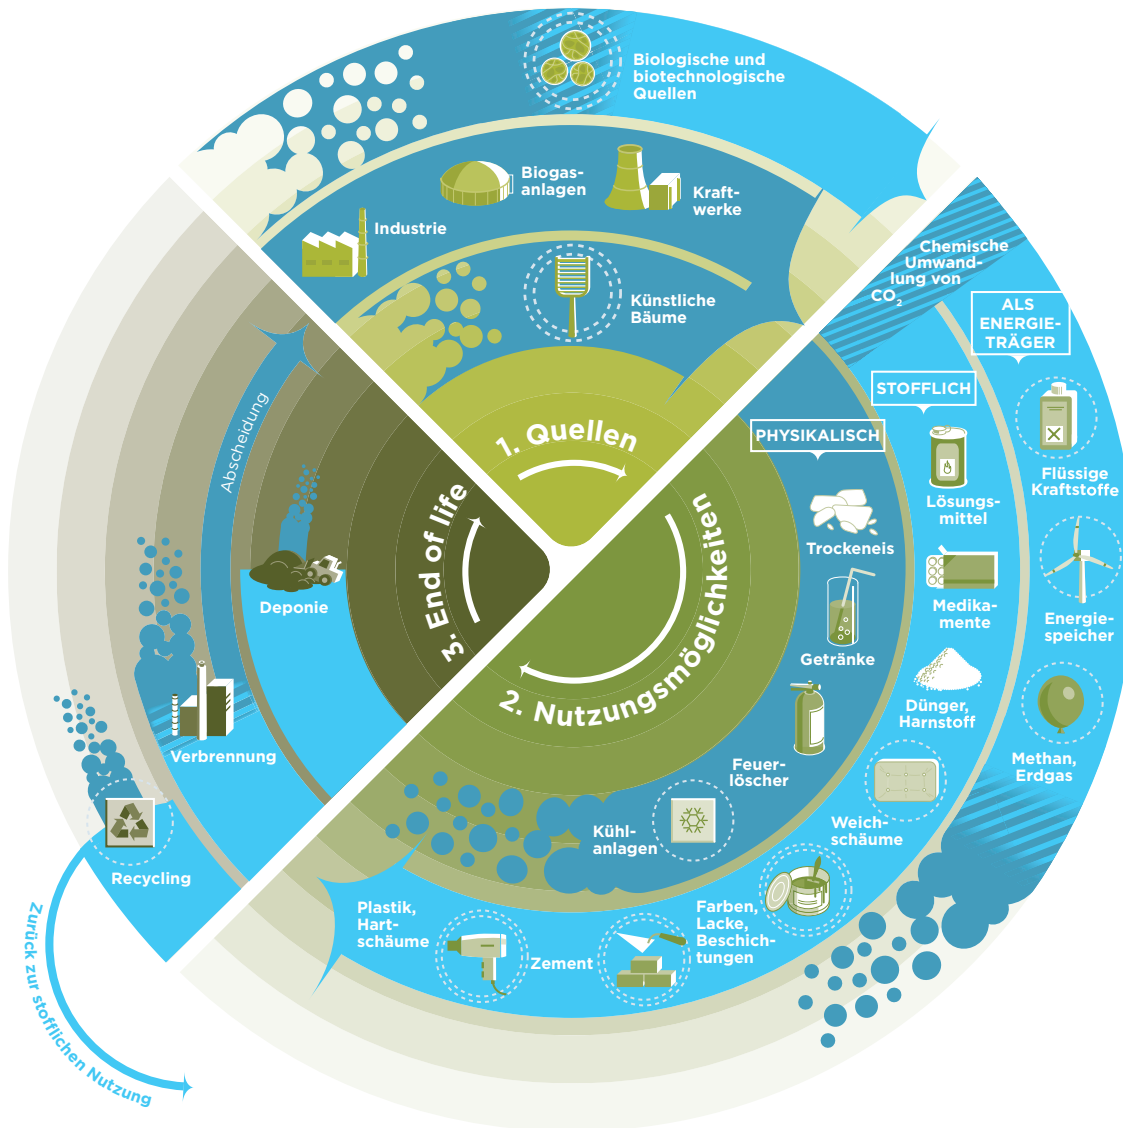 Biologische und
biotechnologische
Quellen
Biogas-
anlagen
Kraft-
werke
Industrie
Künstliche
Bäume
1. Quellen
Chemische
Umwand-
lung von
CO₂
ALS
ENERGIE-
TRÄGER
STOFFLICH
PHYSIKALISCH
Flüssige
Kraftstoffe
Energie-
speicher
Methan,
Erdgas
Lösungs-
mittel
Medika-
mente
Dünger,
Harnstoff
Weich-
schäume
Farben,
Lacke,
Beschich-
tungen
Zement
Plastik,
Hart-
schäume
Trockeneis
Getränke
Feuer-
löscher
Kühl-
anlagen
2. Nutzungsmöglichkeiten
3. End of life
Abscheidung
Deponie
Verbrennung
Recycling
Zurück zur stofflichen Nutzung